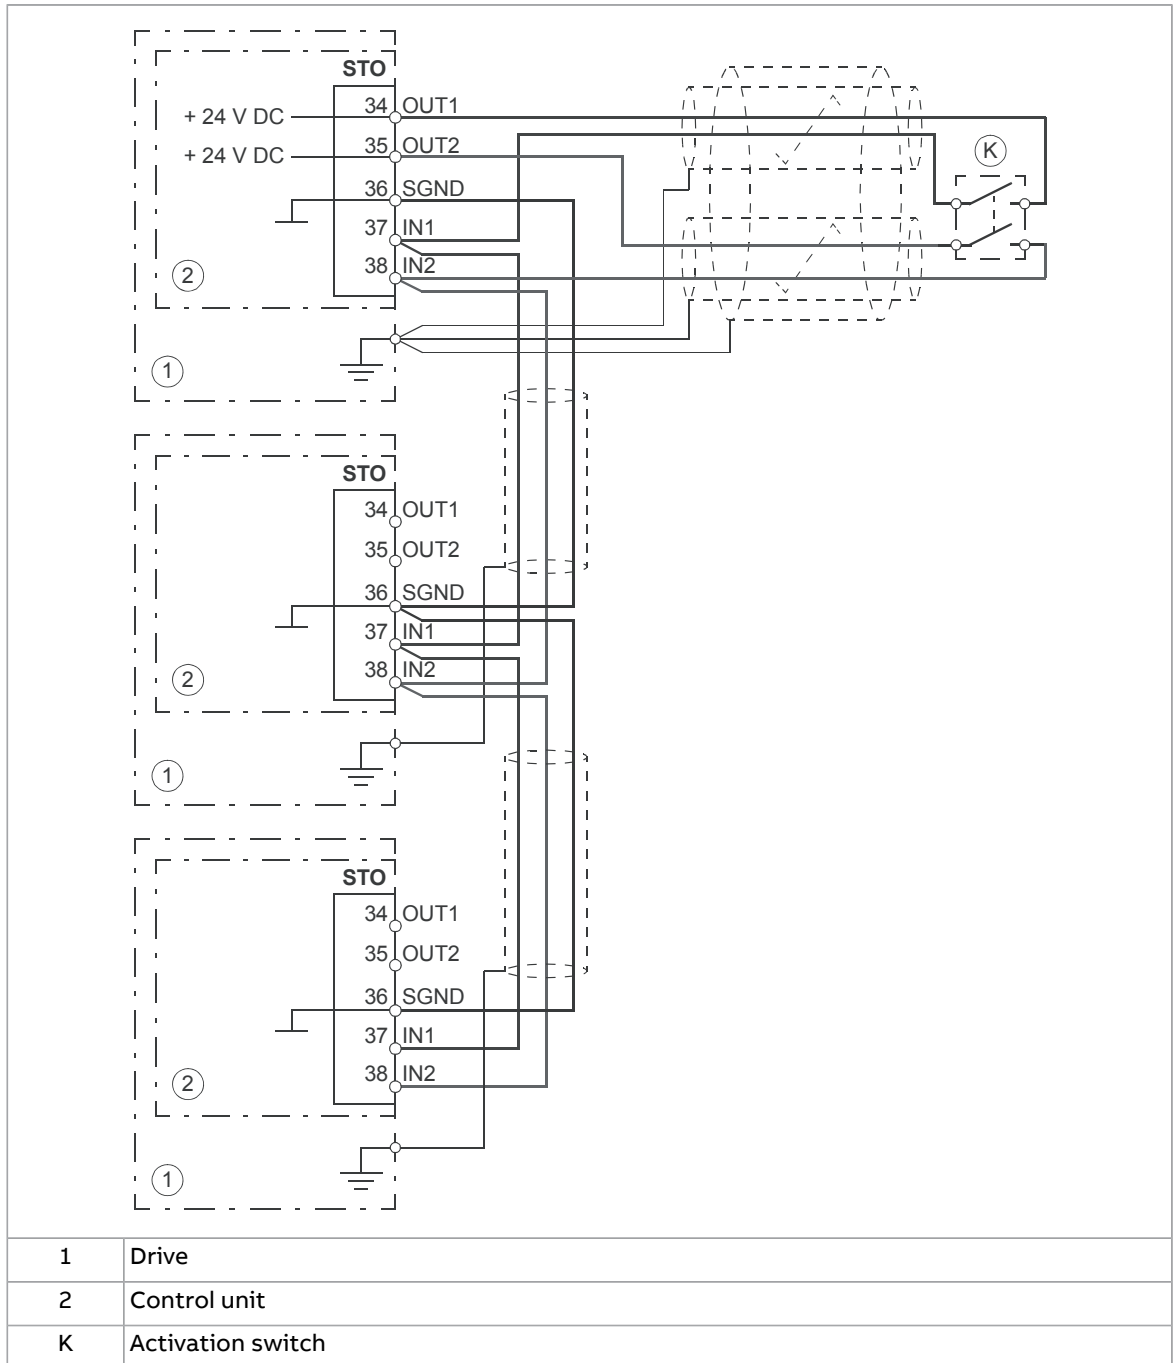 STO
+ 24 V DC 34 OUT1
+ 24 V DC 35 OUT2
K
36 SGND
37 IN1
38 IN2
2
1
STO
34 OUT1
35 OUT2
36 SGND
37 IN1
38 IN2
2
1
STO
34 OUT1
35 OUT2
36 SGND
37 IN1
38 IN2
2
1
1 Drive
2 Control unit
K Activation switch